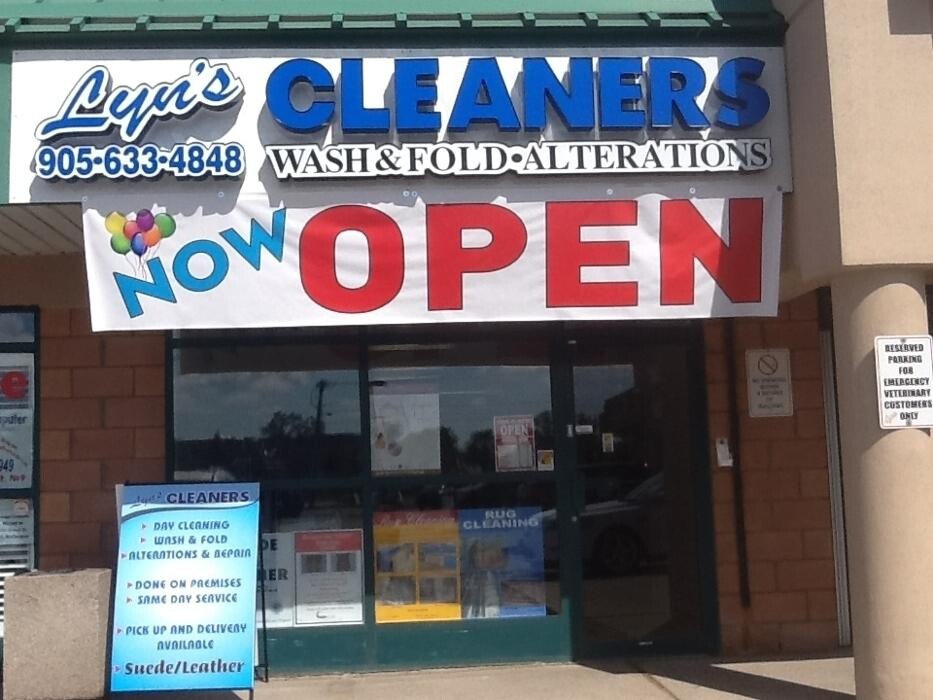 Lyn's CLEANERS
905-633-4848 WASH & FOLD • ALTERATIONS
NOW OPEN
RESERVED
PARKING
FOR
EMERGENCY
VETERINARY
CUSTOMERS
ONLY
OPEN
Lyn's CLEANERS
DAY CLEANING
WASH & FOLD
ALTERATIONS & REPAIR
DONE ON PREMISES
SAME DAY SERVICE
PICK UP AND DELIVERY
AVAILABLE
Suede/Leather
RUG
CLEANING